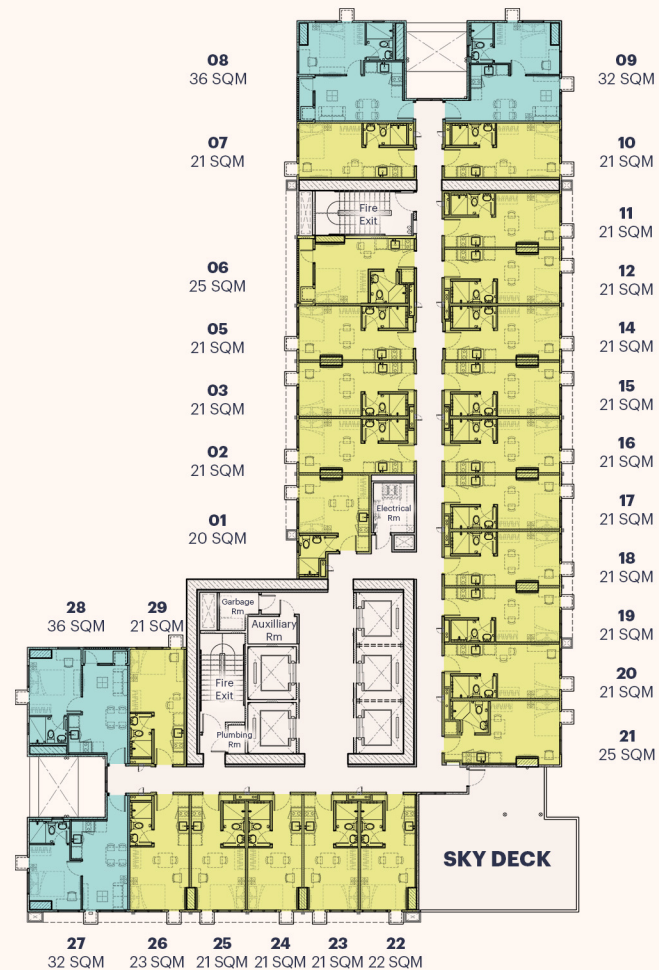 08
36 SQM
09
32 SQM
07
21 SQM
10
21 SQM
Fire
Exit
11
21 SQM
06
25 SQM
12
21 SQM
05
21 SQM
14
21 SQM
03
21 SQM
15
21 SQM
02
21 SQM
16
21 SQM
01
20 SQM
Electrical
Rm
17
21 SQM
18
21 SQM
28
36 SQM
29
21 SQM
Garbage
Rm
Auxilliary
Rm
19
21 SQM
Fire
Exit
20
21 SQM
Plumbing
Rm
21
25 SQM
SKY DECK
27
32 SQM
26
23 SQM
25
21 SQM
24
21 SQM
23
21 SQM
22
22 SQM